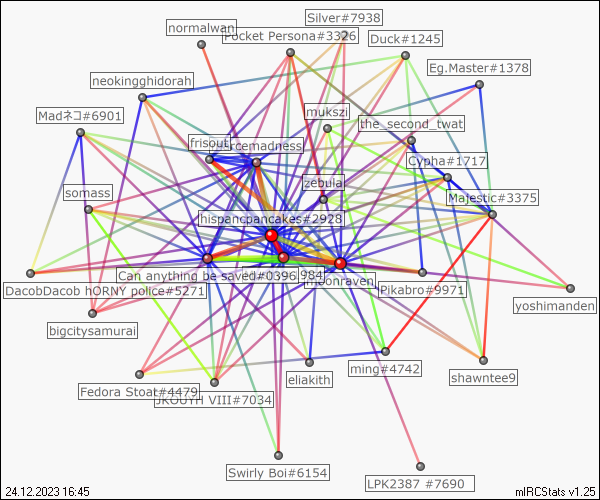 Silver#7938
normalwan
Pocket Persona#3326
Duck#1245
Eg.Master#1378
neokingghidorah
Madネコ#6901
mukszi
the_second_twat
frisout
cemadness
Cypha#1717
zebula
somass
Majestic#3375
hispancpancakes#2928
Can anything be saved#0396
984
moonraven
DacobDacob hORNY police#5271
Pikabro#9971
yoshimanden
bigcitysamurai
ming#4742
eliakith
shawntee9
Fedora Stoat#4479
JKOUYH VIII#7034
Swirly Boi#6154
LPK2387 #7690
24.12.2023 16:45
mIRCStats v1.25